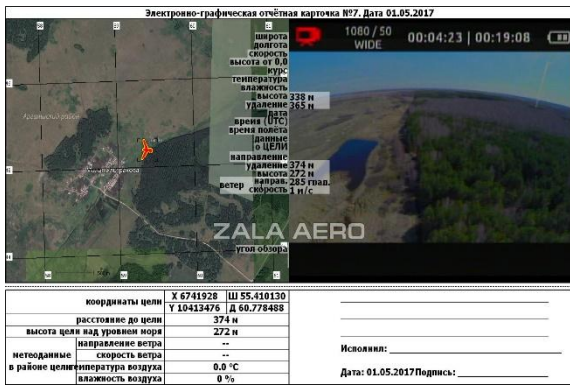 Электронно-графическая отчётная карточка №7. Дата 01.05.2017
широта
долгота
скорость
высота от 0,0
курс
температура
влажность
высота 338 м
удаление 365 м
дата
время (UTC)
время полёта
данные
о ЦЕЛИ
направление
удаление 374 м
высота 272 м
ветер направ. 285 град.
скорость 1 м/с
угол обзора
1080 / 50
WIDE
00:04:23 | 00:19:08
ZALA AERO
координаты цели X 6741928 Ш 55.410130
Y 10413476 Д 60.778488
расстояние до цели 374 м
высота цели над уровнем моря 272 м
метеоданные в районе цели
направление ветра --
скорость ветра --
температура воздуха 0.0 °C
влажность воздуха 0 %
Исполнил:
Дата: 01.05.2017 Подпись: